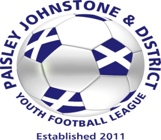 PAISLEY JOHNSTONE & DISTRICT
YOUTH FOOTBALL LEAGUE
Established 2011